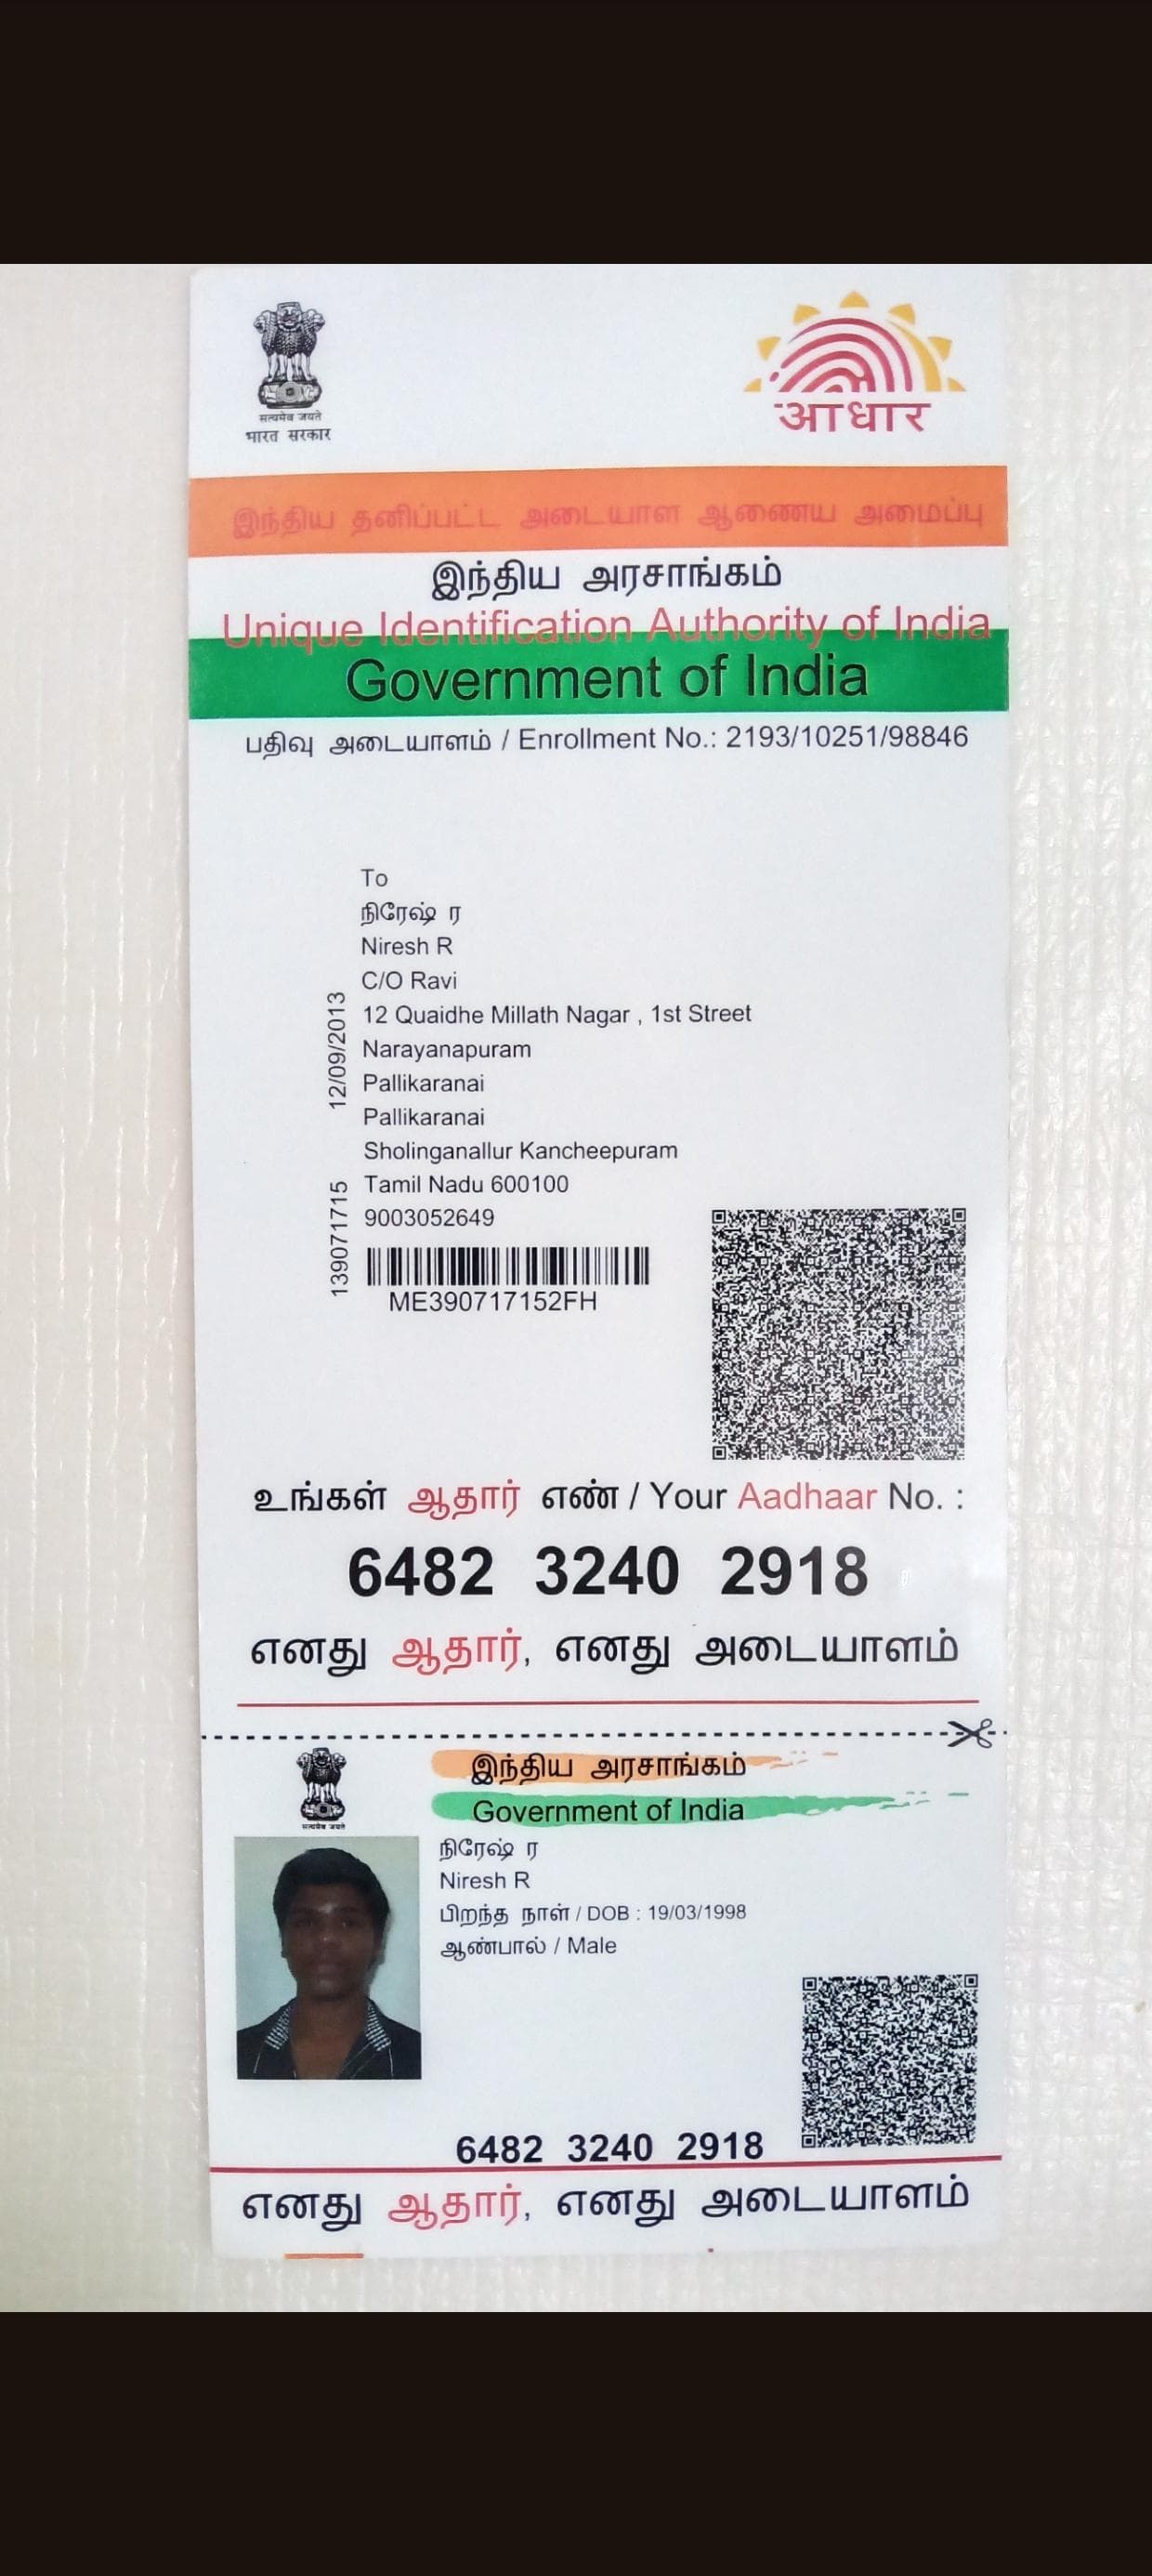 सत्यमेव जयते
भारत सरकार
आधार
இந்திய தனிப்பட்ட அடையாள ஆணைய அமைப்பு
இந்திய அரசாங்கம்
Unique Identification Authority of India
Government of India
பதிவு அடையாளம் / Enrollment No.: 2193/10251/98846
To
நிரேஷ் ர
Niresh R
C/O Ravi
12 Quaidhe Millath Nagar , 1st Street
Narayanapuram
Pallikaranai
Pallikaranai
Sholinganallur Kancheepuram
Tamil Nadu 600100
9003052649
12/09/2013
139071715
ME390717152FH
உங்கள் ஆதார் எண் / Your Aadhaar No. :
6482 3240 2918
எனது ஆதார், எனது அடையாளம்
सत्यमेव जयते
இந்திய அரசாங்கம்
Government of India
நிரேஷ் ர
Niresh R
பிறந்த நாள் / DOB : 19/03/1998
ஆண்பால் / Male
6482 3240 2918
எனது ஆதார், எனது அடையாளம்